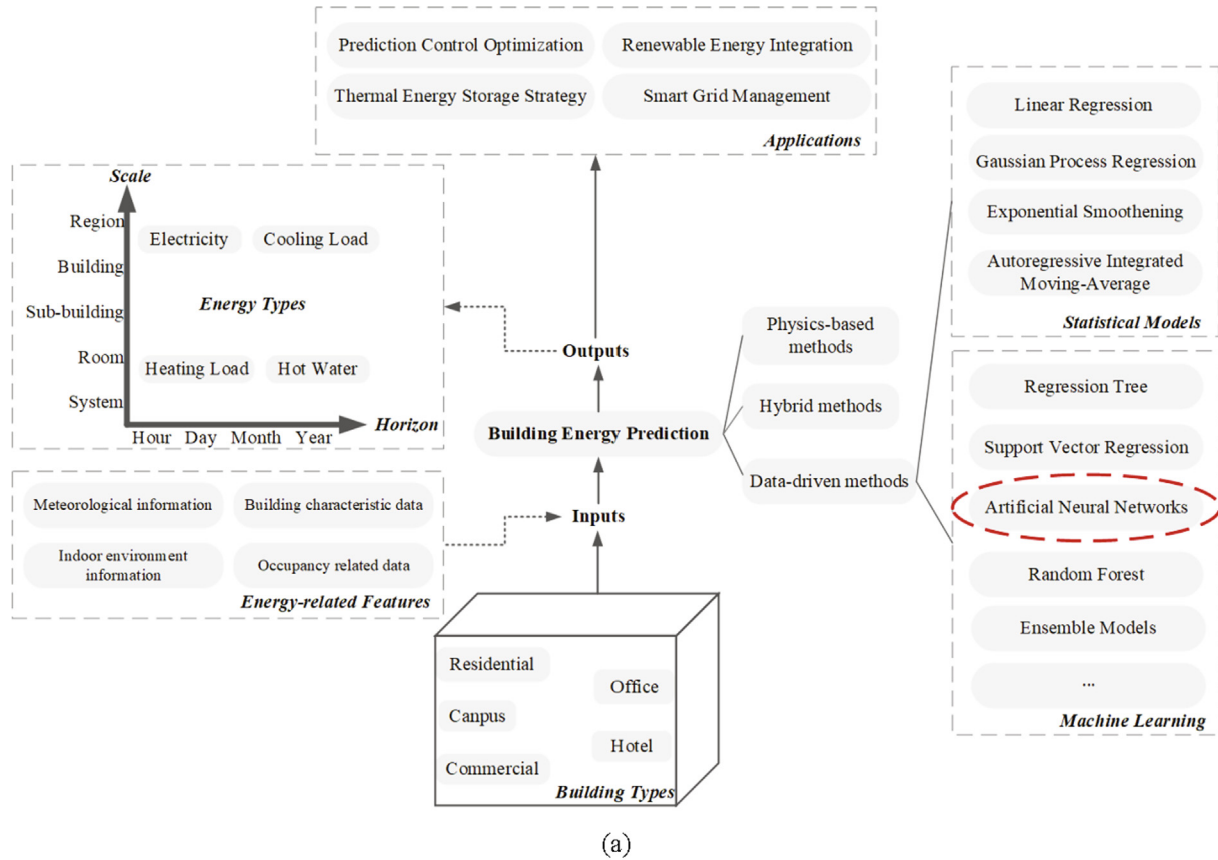 Prediction Control Optimization
Renewable Energy Integration
Thermal Energy Storage Strategy
Smart Grid Management
Applications
Scale
Region
Building
Sub-building
Room
System
Electricity
Cooling Load
Energy Types
Heating Load
Hot Water
Horizon
Hour Day Month Year
Meteorological information
Building characteristic data
Indoor environment
information
Occupancy related data
Energy-related Features
Outputs
Building Energy Prediction
Inputs
Residential
Office
Canpus
Hotel
Commercial
Building Types
Physics-based
methods
Hybrid methods
Data-driven methods
Linear Regression
Gaussian Process Regression
Exponential Smoothening
Autoregressive Integrated
Moving-Average
Statistical Models
Regression Tree
Support Vector Regression
Artificial Neural Networks
Random Forest
Ensemble Models
...
Machine Learning
(a)